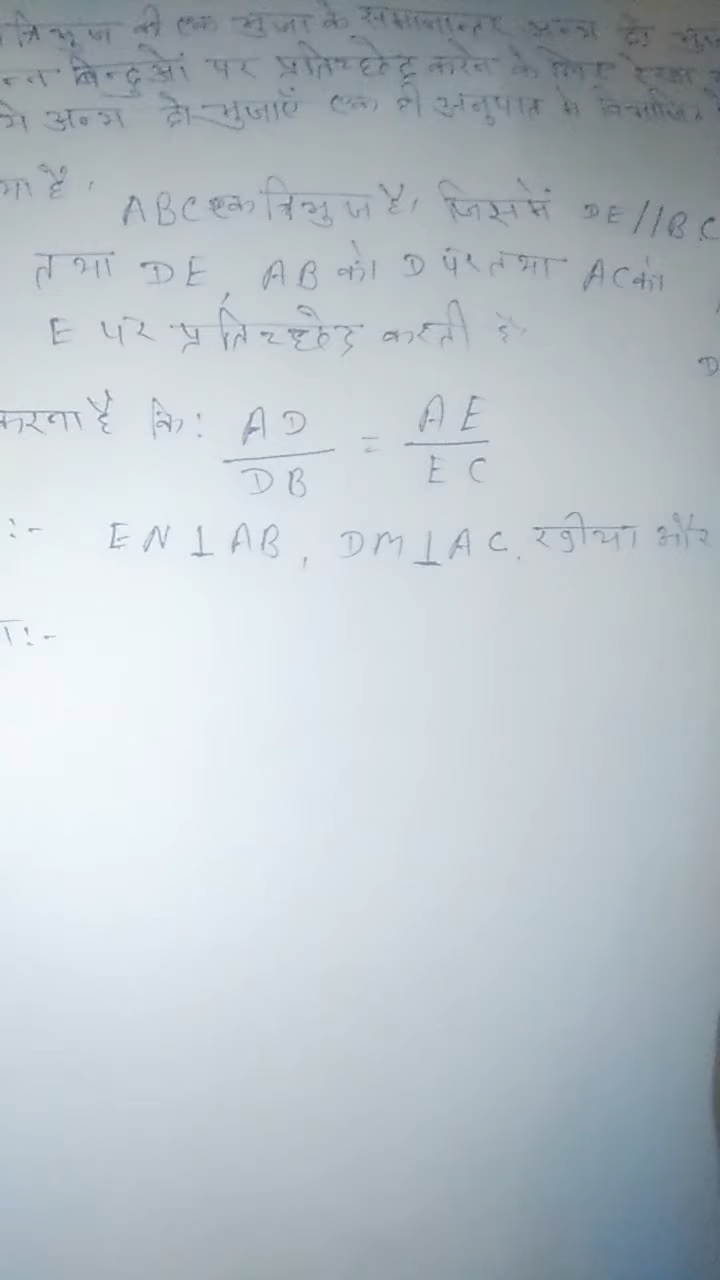 त्रिभुज की एक भुजा के समान्तर अन्य दो
बिन्दुओं पर प्रतिच्छेद करने के लिए रेखा
अन्य दो भुजाएँ एक ही अनुपात में विभाजित
है।
ABC एक त्रिभुज है, जिसमें DE//BC
तथा DE, AB को D पर तथा AC को
E पर प्रतिच्छेद करती है
D
करना है कि: AD/DB = AE/EC
:- EN⊥AB, DM⊥AC, और
:-